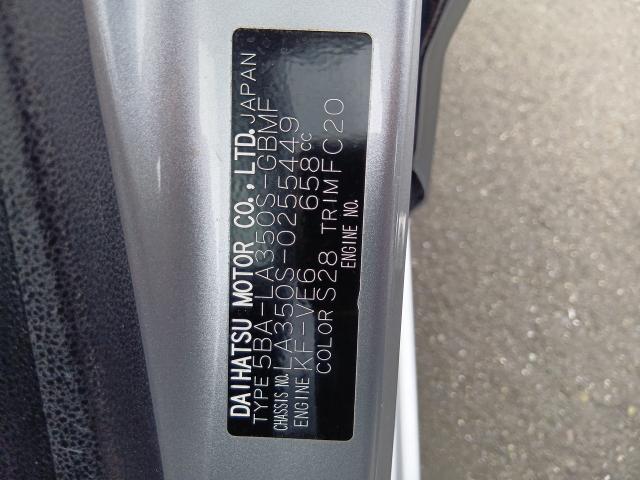 DAIHATSU MOTOR CO., LTD. JAPAN
TYPE 5BA-LA350S-GBMF
CHASSIS NO. LA350S-0255449
ENGINE KF-VE6 658cc
COLOR S28 TRIM FC20
ENGINE NO.